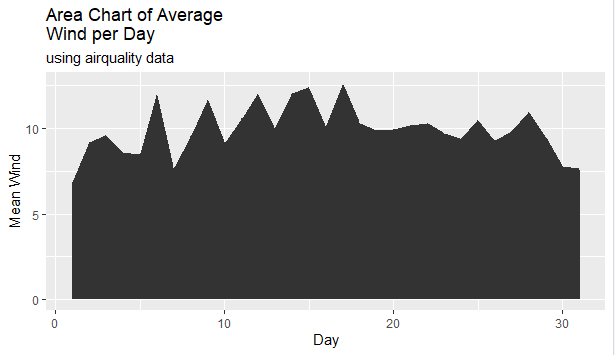 Area Chart of Average
Wind per Day
using airquality data
Mean Wind
10
5
0
0 10 20 30
Day